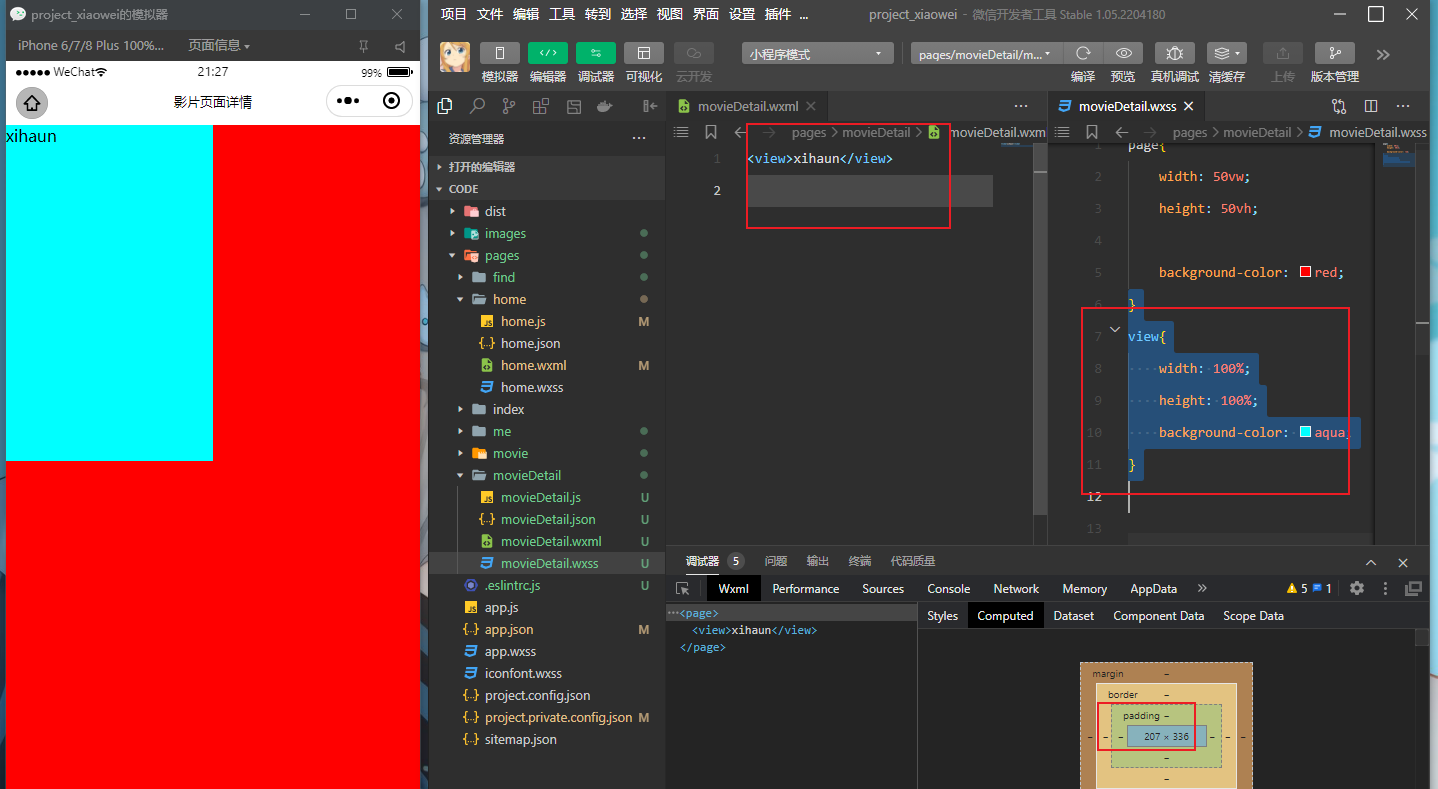 project_xiaowei的模拟器
iPhone 6/7/8 Plus 100%...
页面信息
WeChat
21:27
99%
影片页面详情
xihaun
项目 文件 编辑 工具 转到 选择 视图 界面 设置 插件 ...
project_xiaowei - 微信开发者工具 Stable 1.05.2204180
小程序模式
pages/movieDetail/m...
模拟器 编辑器 调试器 可视化 云开发
编译 预览 真机调试 清缓存 上传 版本管理
资源管理器
打开的编辑器
CODE
dist
images
pages
find
home
home.js M
home.json
home.wxml M
home.wxss
index
me
movie
movieDetail
movieDetail.js U
movieDetail.json U
movieDetail.wxml U
movieDetail.wxss U
.eslintrc.js U
app.js
app.json M
app.wxss
iconfont.wxss
project.config.json
project.private.config.json M
sitemap.json
movieDetail.wxml
pages > movieDetail > movieDetail.wxm
1 <view>xihaun</view>
2
movieDetail.wxss
pages > movieDetail > movieDetail.wxss
1 page{
2 width: 50vw;
3 height: 50vh;
4
5 background-color: red;
6 }
7 view{
8 width: 100%;
9 height: 100%;
10 background-color: aqua;
11 }
12
13
调试器 5 问题 输出 终端 代码质量
Wxml Performance Sources Console Network Memory AppData
5 1
<page>
<view>xihaun</view>
</page>
Styles Computed Dataset Component Data Scope Data
margin -
border -
padding -
- - - 207 × 336 - - -
-
-